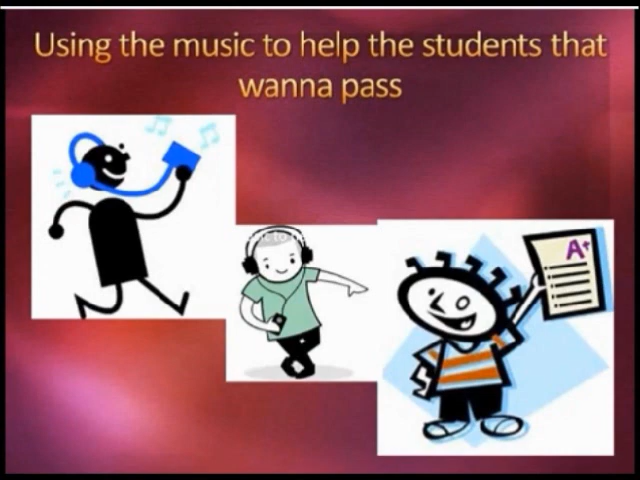 Using the music to help the students that
wanna pass
A+